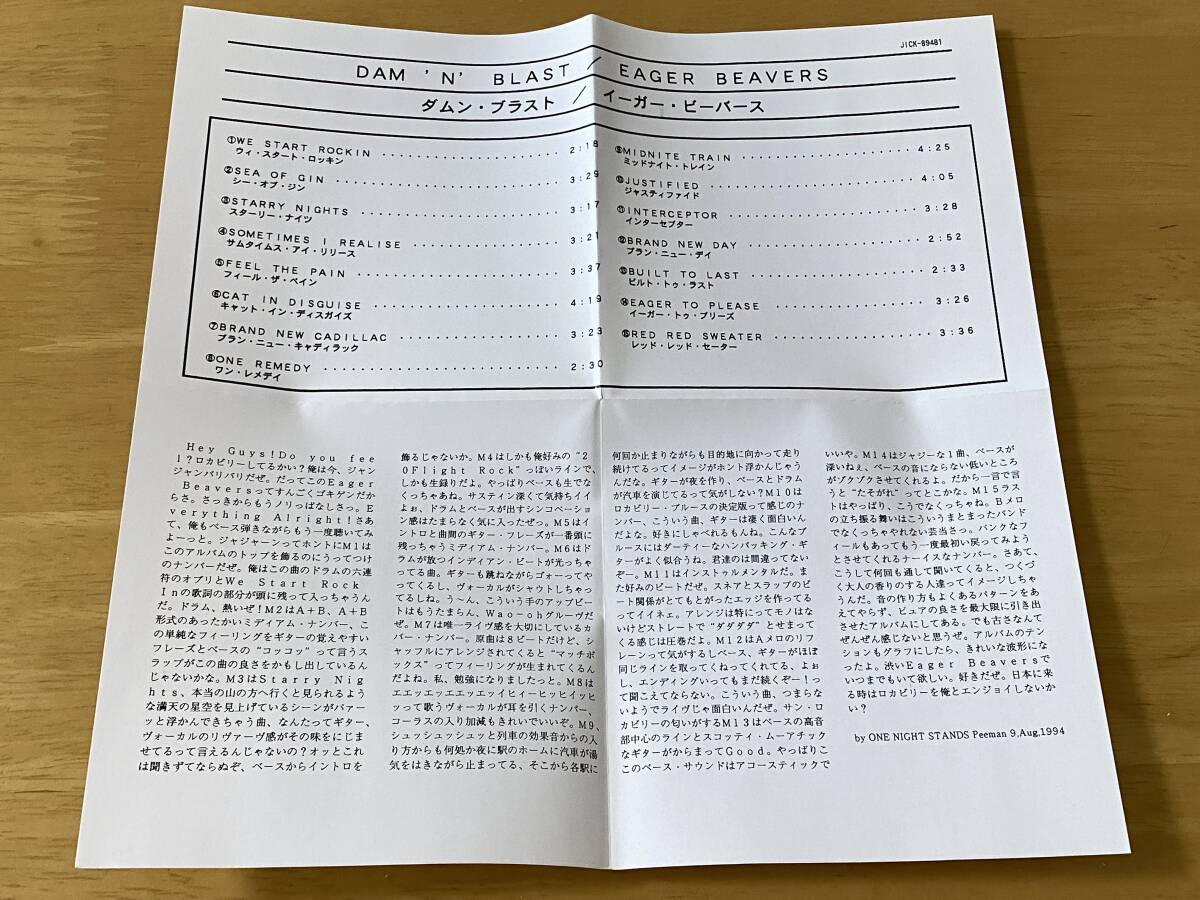 JICK-89481
DAM 'N' BLAST / EAGER BEAVERS
ダムン・ブラスト / イーガー・ビーバース
①WE START ROCKIN ････････････････････ 2:18
ウィ・スタート・ロッキン
②SEA OF GIN ････････････････････ 3:29
シー・オブ・ジン
③STARRY NIGHTS ････････････････････ 3:17
スターリー・ナイツ
④SOMETIMES I REALISE ････････････････････ 3:21
サムタイムス・アイ・リリース
⑤FEEL THE PAIN ････････････････････ 3:37
フィール・ザ・ペイン
⑥CAT IN DISGUISE ････････････････････ 4:19
キャット・イン・ディスガイズ
⑦BRAND NEW CADILLAC ････････････････････ 3:23
ブラン・ニュー・キャディラック
⑧ONE REMEDY ････････････････････ 2:30
ワン・レメディ
⑨MIDNITE TRAIN ････････････････････ 4:25
ミッドナイト・トレイン
⑩JUSTIFIED ････････････････････ 4:05
ジャスティファイド
⑪INTERCEPTOR ････････････････････ 3:28
インターセプター
⑫BRAND NEW DAY ････････････････････ 2:52
ブラン・ニュー・デイ
⑬BUILT TO LAST ････････････････････ 2:33
ビルト・トゥ・ラスト
⑭EAGER TO PLEASE ････････････････････ 3:26
イーガー・トゥ・プリーズ
⑮RED RED SWEATER ････････････････････ 3:36
レッド・レッド・セーター
Hey Guys!Do you fee
l?ロカビリーしてるかい?俺は今、ジャン
ジャンバリバリだぜ。だってこのEager
Beaversってすんごくゴキゲンだか
らさ。さっきからもうノリっぱなしさっ。E
verything Alright!さあ
て、俺もベース弾きながらもう一度聴いてみ
よーっと。ジャジャーンってホントにM1は
このアルバムのトップを飾るのにうってつけ
のナンバーだぜ。俺はこの曲のドラムの六連
符のオブリとWe Start Rock
Inの歌詞の部分が頭に残って入っちゃうん
だ。ドラム、熱いぜ!M2はA+B、A+B
形式のあったかいミディアム・ナンバー、こ
の単純なフィーリングをギターの覚えやすい
フレーズとベースの“コッコッ”って言うス
ラップがこの曲の良さをかもし出しているん
じゃないかな。M3はStarry Nig
hts、本当の山の方へ行くと見られるよう
な満天の星空を見上げているシーンがバァー
ッと浮かんできちゃう曲、なんたってギター、
ヴォーカルのリヴァーヴ感がその味をにじま
せてるって言えるんじゃないの?オッとこれ
は聞きずてならぬぞ、ベースからイントロを
飾るじゃないか。M4はしかも俺好みの“2
0Flight Rock”っぽいラインで、
しかも生録りだよ。やっぱりベースも生でな
くっちゃあね。サスティン深くて気持ちイイ
よぉ、ドラムとベースが出すシンコペーショ
ン感はたまらなく気に入ったぜっ。M5はイ
ントロと曲間のギター・フレーズが一番頭に
残っちゃうミディアム・ナンバー。M6はド
ラムが放つインディアン・ビートが光っちゃ
ってる曲。ギターも跳ねながらゴォーってや
ってくるし、ヴォーカルがシャウトしちゃっ
てるしね。うーん、こういう手のアップビー
トはもうたまらん、Wao-ohグルーヴだ
ぜ。M7は唯一ライヴ感を大切にしているカ
バー・ナンバー。原曲は8ビートだけど、シ
ャッフルにアレンジされてくると“マッチボ
ックス”ってフィーリングが生まれてくるん
だよね。私、勉強になりましたっと。M8は
エエェッエッエェッエッイヒィーヒッヒイッヒ
ッって歌うヴォーカルが耳を引くナンバー、
コーラスの入り加減もきれいでいいぞ。M9、
シュッシュッシュッと列車の効果音からの入
り方からも何処か夜に駅のホームに汽車が湯
気をはきながら止まってる、そこから各駅に
何回か止まりながらも目的地に向かって走り
続けてるってイメージがホント浮かんじゃう
んだな。ギターが夜を作り、ベースとドラム
が汽車を演じてるって気がしない?M10は
ロカビリー・ブルースの決定版って感じのナ
ンバー、こういう曲、ギターは凄く面白いん
だよな。好きにしゃべれるもんね。こんなブ
ルースにはダーティーなハンパッキング・ギ
ターがよく似合うね。君達のは間違ってない
ぞー。M11はインストゥルメンタルだ。ま
た好みのビートだぜ。スネアとスラップのビ
ート関係がとてもとがったエッジを作ってる
ってイイネェ。アレンジは特にってモノはな
いけどストレートで“ダダダダ”とせまって
くる感じは圧巻だよ。M12はAメロのリフ
レーンって気がするしベース、ギターがほぼ
同じラインを取ってくねってくれてる、よぉ
し、エンディングいってもまだ続くぞー!っ
て聞こえてならない。こういう曲、つまらな
いようでライヴじゃ面白いんだぜ。サン・ロ
カビリーの匂いがするM13はベースの高音
部中心のラインとスコッティ・ムーアチック
なギターがからまってGood。やっぱりこ
このベース・サウンドはアコースティックで
いいや。M14はジャジーな1曲、ベースが
深いねぇ、ベースの音にならない低いところ
がゾクゾクさせてくれるよ。だから一言で言
うと“たそがれ”ってとこかな。M15ラス
トはやっぱり、こうでなくっちゃね。Bメロ
の立ち振る舞いはこういうまとまったバンド
でなくっちゃやれない芸当さっ。パンクなフ
ィールもあってもう一度最初い戻ってみよう
とさせてくれるナイスなナンバー。さあて、
こうして何回も通して聞いてくると、つくづ
く大人の香りのする人達ってイメージしちゃ
うんだ。音の作り方もよくあるパターンをあ
えてやらず、ピュアの良さを最大限に引き出
させたアルバムにしてある。でも古さなんて
ぜんぜん感じないと思うぜ。アルバムのテン
ションもグラフにしたら、きれいな波形にな
ったよ。渋いEager Beaversで
いつまでもいて欲しい。好きだぜ。日本に来
る時はロカビリーを俺とエンジョイしないか
い?
by ONE NIGHT STANDS Peeman 9,Aug,1994